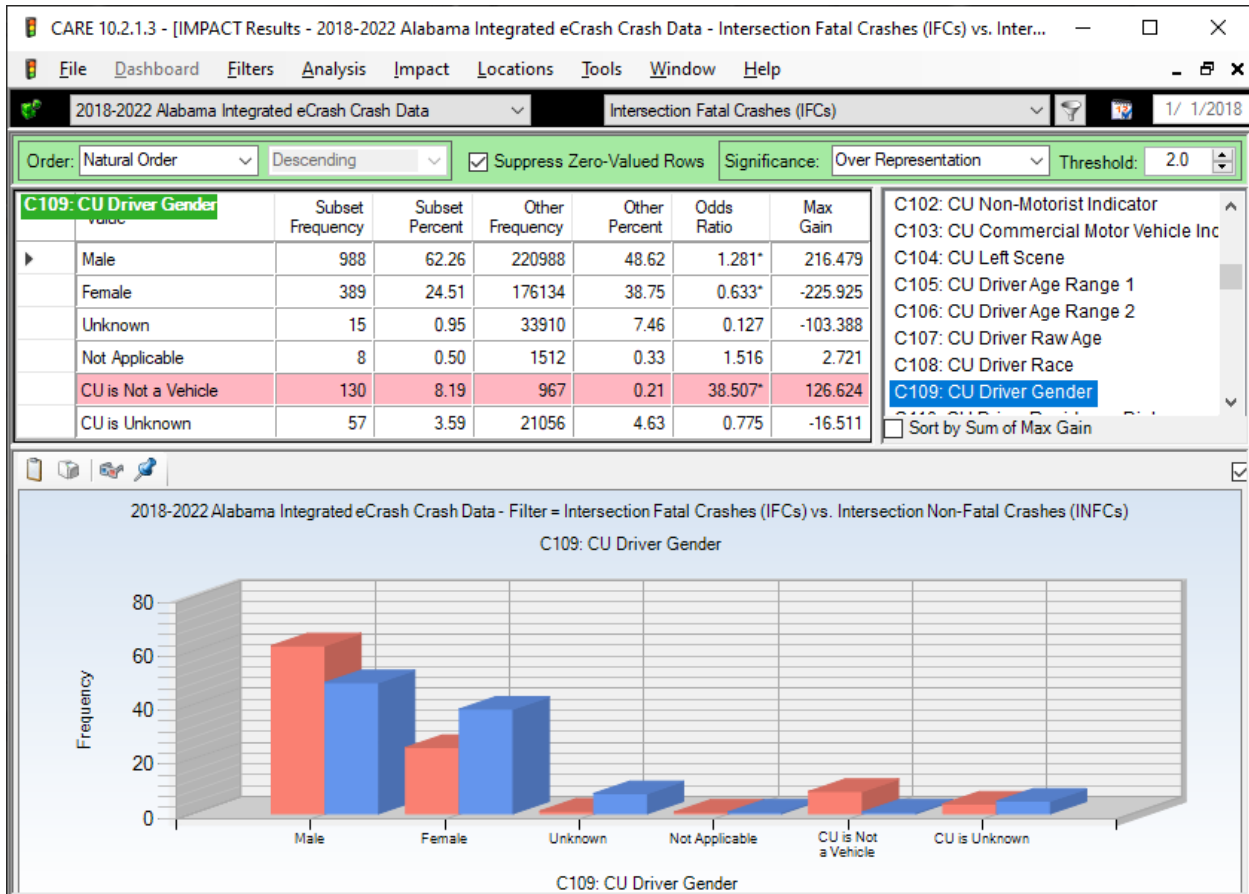 CARE 10.2.1.3 - [IMPACT Results - 2018-2022 Alabama Integrated eCrash Crash Data - Intersection Fatal Crashes (IFCs) vs. Inter...
File Dashboard Filters Analysis Impact Locations Tools Window Help
2018-2022 Alabama Integrated eCrash Crash Data Intersection Fatal Crashes (IFCs) 1/ 1/2018
Order: Natural Order Descending Suppress Zero-Valued Rows Significance: Over Representation Threshold: 2.0
C109: CU Driver Gender Subset Frequency Subset Percent Other Frequency Other Percent Odds Ratio Max Gain
Male 988 62.26 220988 48.62 1.281* 216.479
Female 389 24.51 176134 38.75 0.633* -225.925
Unknown 15 0.95 33910 7.46 0.127 -103.388
Not Applicable 8 0.50 1512 0.33 1.516 2.721
CU is Not a Vehicle 130 8.19 967 0.21 38.507* 126.624
CU is Unknown 57 3.59 21056 4.63 0.775 -16.511
C102: CU Non-Motorist Indicator
C103: CU Commercial Motor Vehicle Inc
C104: CU Left Scene
C105: CU Driver Age Range 1
C106: CU Driver Age Range 2
C107: CU Driver Raw Age
C108: CU Driver Race
C109: CU Driver Gender
Sort by Sum of Max Gain
2018-2022 Alabama Integrated eCrash Crash Data - Filter = Intersection Fatal Crashes (IFCs) vs. Intersection Non-Fatal Crashes (INFCs)
C109: CU Driver Gender
Frequency
80
60
40
20
0
Male Female Unknown Not Applicable CU is Not a Vehicle CU is Unknown
C109: CU Driver Gender